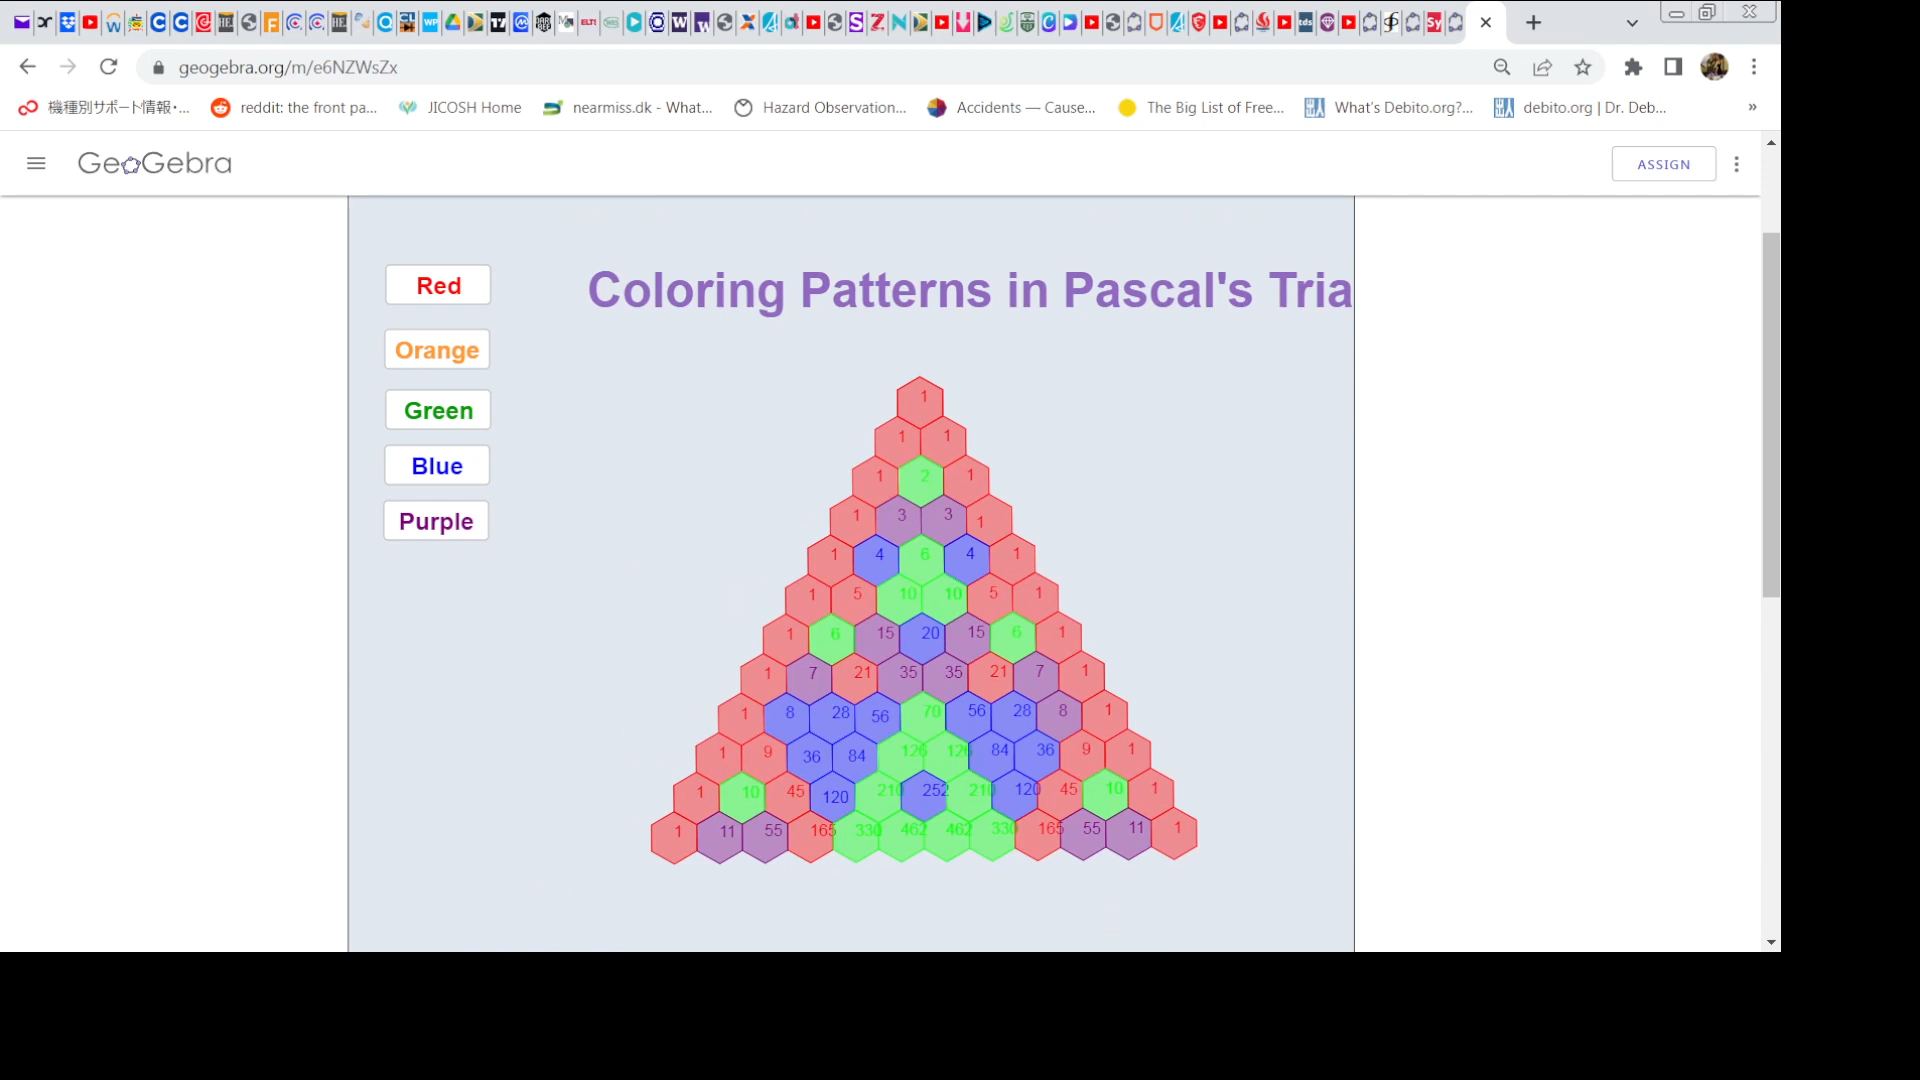 geogebra.org/m/e6NZWsZx
機種別サポート情報・... reddit: the front pa... JICOSH Home nearmiss.dk - What... Hazard Observation... Accidents — Cause... The Big List of Free... What's Debito.org?... debito.org | Dr. Deb... »
GeoGebra ASSIGN
Coloring Patterns in Pascal's Tria
Red
Orange
Green
Blue
Purple
1
1 1
1 2 1
1 3 3 1
1 4 6 4 1
1 5 10 10 5 1
1 6 15 20 15 6 1
1 7 21 35 35 21 7 1
1 8 28 56 70 56 28 8 1
1 9 36 84 126 126 84 36 9 1
1 10 45 120 210 252 210 120 45 10 1
1 11 55 165 330 462 462 330 165 55 11 1